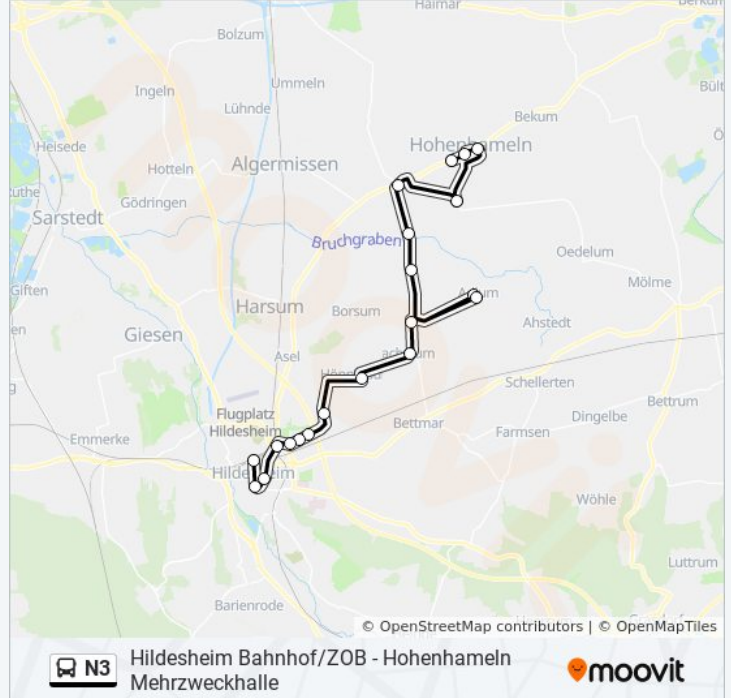 Haimar
Bolzum
Ummeln
Ingeln
Lühnde
Bekum
Heisede
Hohenhameln
Algermissen
Hotteln
Gödringen
Sarstedt
Bruchgraben
Oedelum
Mölme
Giften
Harsum
Borsum
Ahstedt
Giesen
Asel
Schellerten
Flugplatz
Hildesheim
Bettmar
Bettrum
Dingelbe
Farmsen
Emmerke
Wöhle
Luttrum
Barienrode
© OpenStreetMap contributors | © OpenMapTiles
N3
Hildesheim Bahnhof/ZOB - Hohenhameln
Mehrzweckhalle
moovit